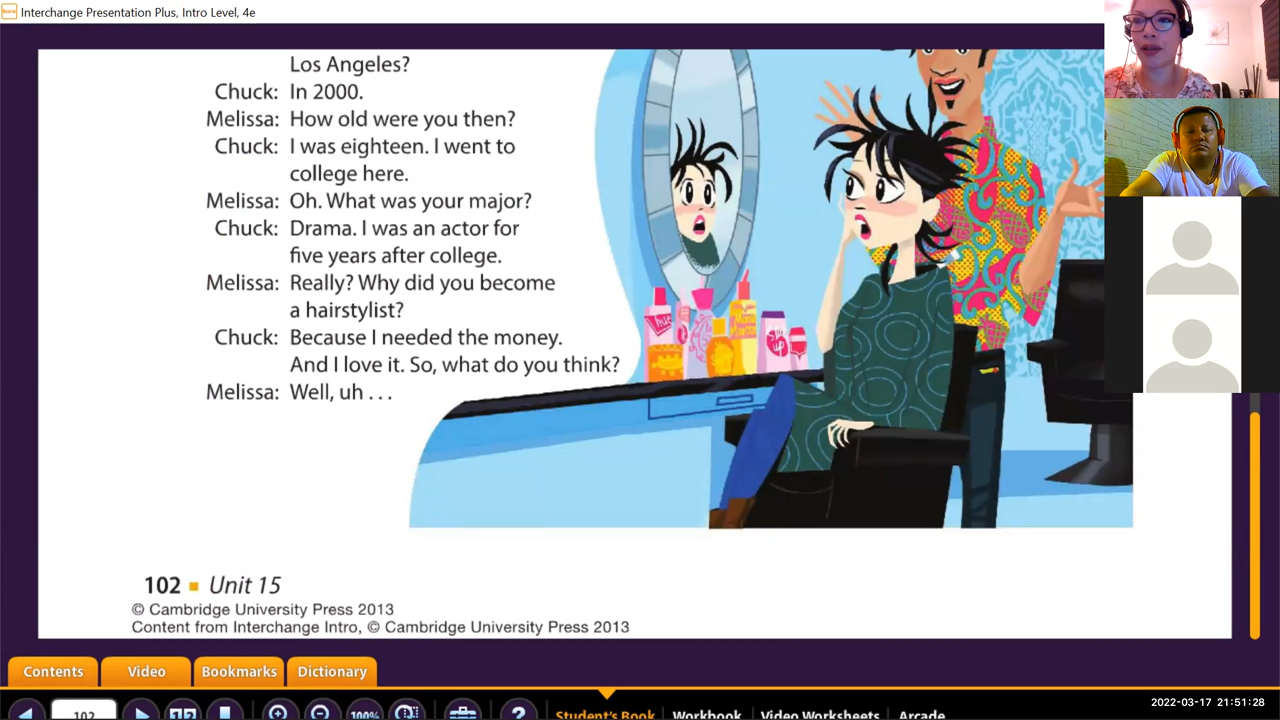 Interchange Presentation Plus, Intro Level, 4e
Los Angeles?
Chuck: In 2000.
Melissa: How old were you then?
Chuck: I was eighteen. I went to
college here.
Melissa: Oh. What was your major?
Chuck: Drama. I was an actor for
five years after college.
Melissa: Really? Why did you become
a hairstylist?
Chuck: Because I needed the money.
And I love it. So, what do you think?
Melissa: Well, uh . . .
102 ■ Unit 15
© Cambridge University Press 2013
Content from Interchange Intro, © Cambridge University Press 2013
Contents Video Bookmarks Dictionary
102 100% ? Student's Book Workbook Video Worksheets Arcade
2022-03-17 21:51:28